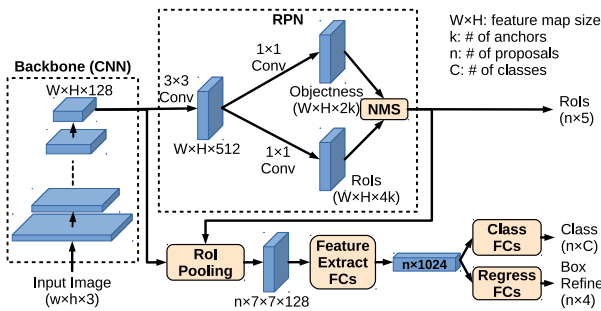 RPN
W×H: feature map size
k: # of anchors
n: # of proposals
C: # of classes
Backbone (CNN)
W×H×128
3×3
Conv
1×1
Conv
Objectness
(W×H×2k)
NMS
RoIs
(n×5)
W×H×512
1×1
Conv
RoIs
(W×H×4k)
Input Image
(w×h×3)
RoI
Pooling
n×7×7×128
Feature
Extract
FCs
n×1024
Class
FCs
Class
(n×C)
Regress
FCs
Box
Refine
(n×4)